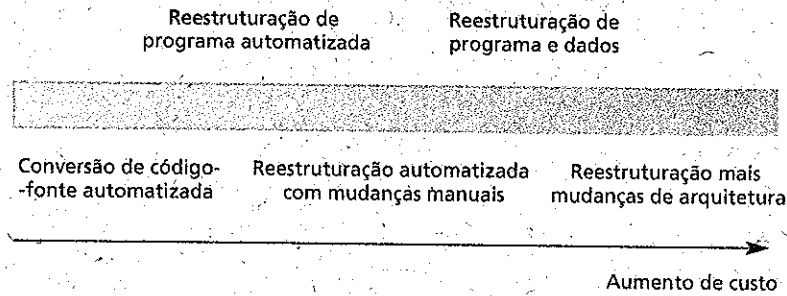 Reestruturação de
programa automatizada
Reestruturação de
programa e dados
Conversão de código-
-fonte automatizada
Reestruturação automatizada
com mudanças manuais
Reestruturação mais
mudanças de arquitetura
Aumento de custo